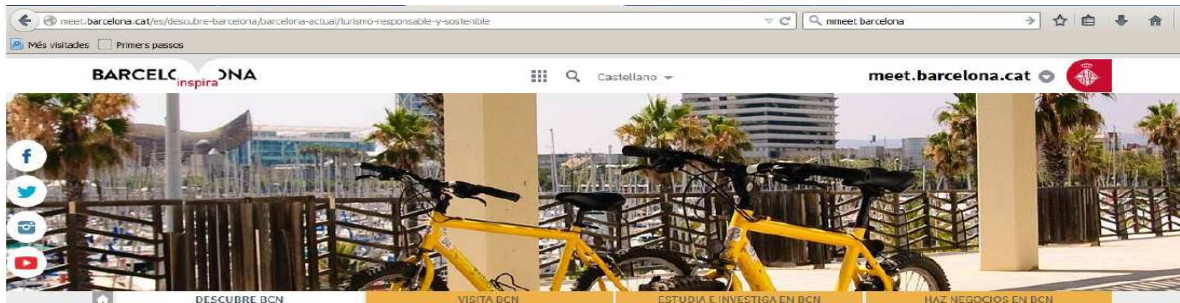 meet.barcelona.cat/es/descubre-barcelona/barcelona-actual/turismo-responsable-y-sostenible
mmeet barcelona
Més visitades Primers passos
BARCELONA
inspira
Castellano
meet.barcelona.cat
DESCUBRE BCN VISITA BCN ESTUDIA E INVESTIGA EN BCN HAZ NEGOCIOS EN BCN